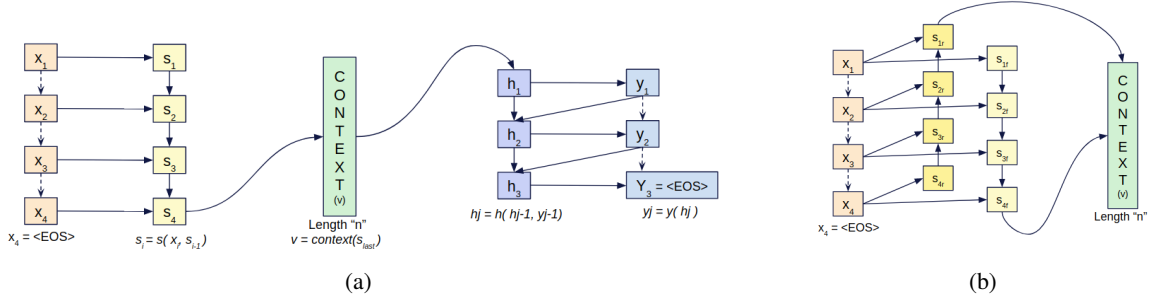 x1
x2
x3
x4
x4 = <EOS>
s1
s2
s3
s4
si = s( xi, si-1)
C
O
N
T
E
X
T
(v)
Length "n"
v = context(slast)
h1
h2
h3
hj = h( hj-1, yj-1)
y1
y2
Y3 = <EOS>
yj = y( hj)
(a)
x1
x2
x3
x4
x4 = <EOS>
s1r
s2r
s3r
s4r
s1f
s2f
s3f
s4f
C
O
N
T
E
X
T
(v)
Length "n"
(b)